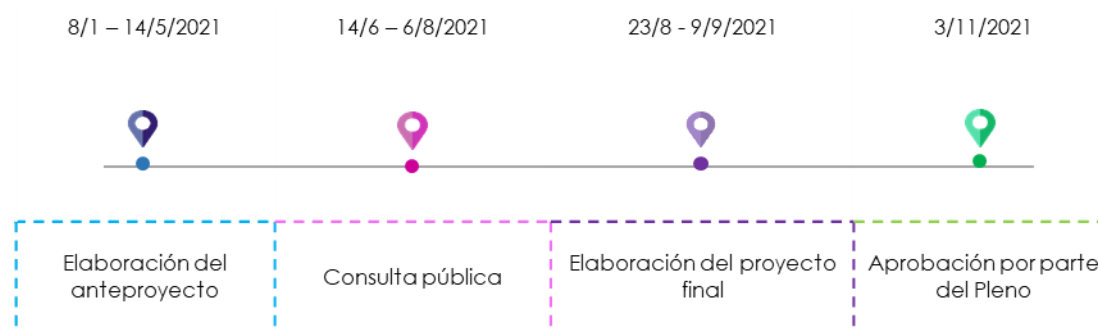 8/1 – 14/5/2021
14/6 – 6/8/2021
23/8 - 9/9/2021
3/11/2021
Elaboración del
anteproyecto
Consulta pública
Elaboración del proyecto
final
Aprobación por parte
del Pleno